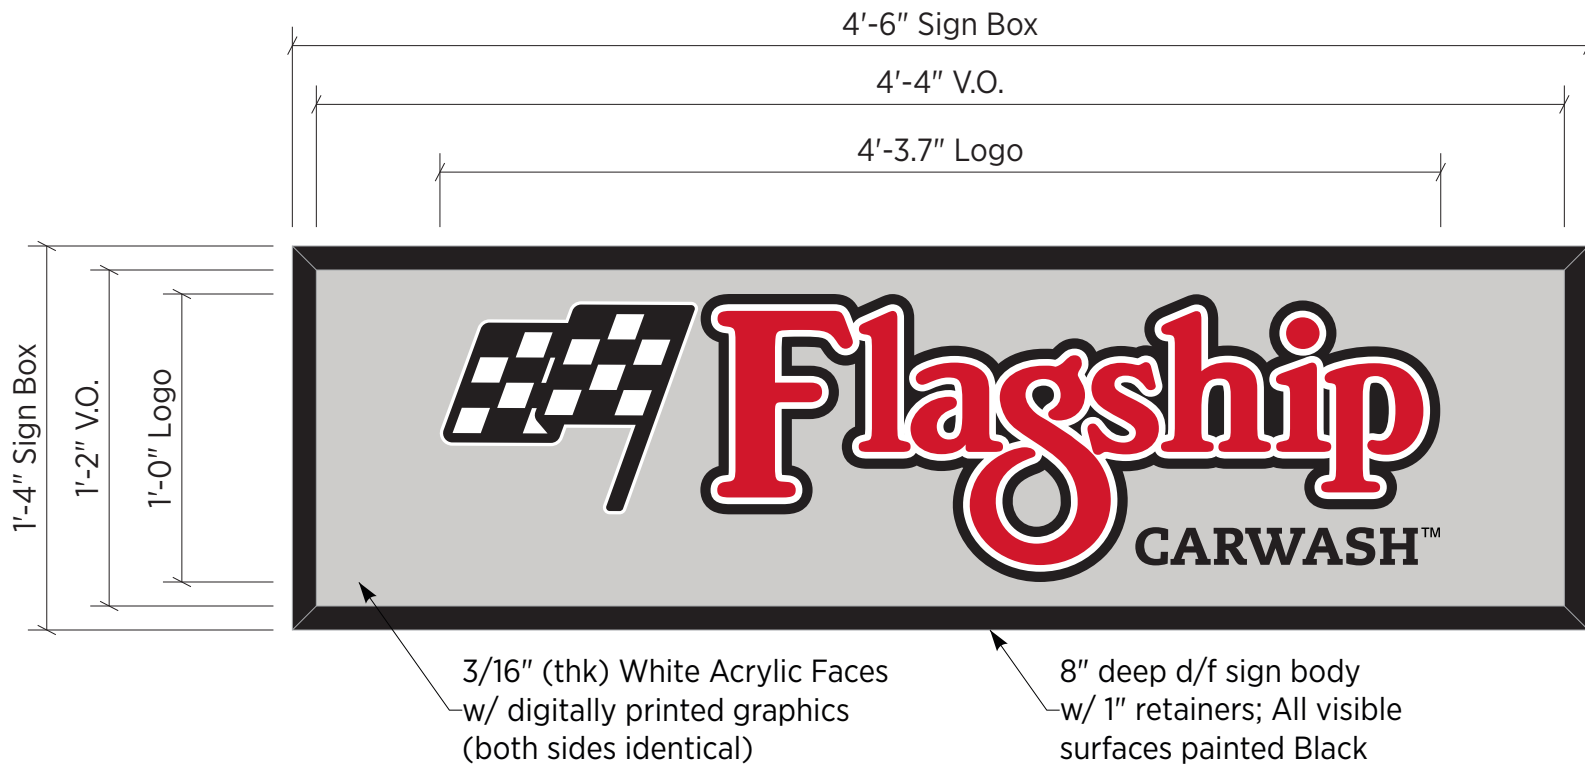 4'-6" Sign Box
4'-4" V.O.
4'-3.7" Logo
1'-4" Sign Box
1'-2" V.O.
1'-0" Logo
Flagship
CARWASH™
3/16" (thk) White Acrylic Faces
w/ digitally printed graphics
(both sides identical)
8" deep d/f sign body
w/ 1" retainers; All visible
surfaces painted Black